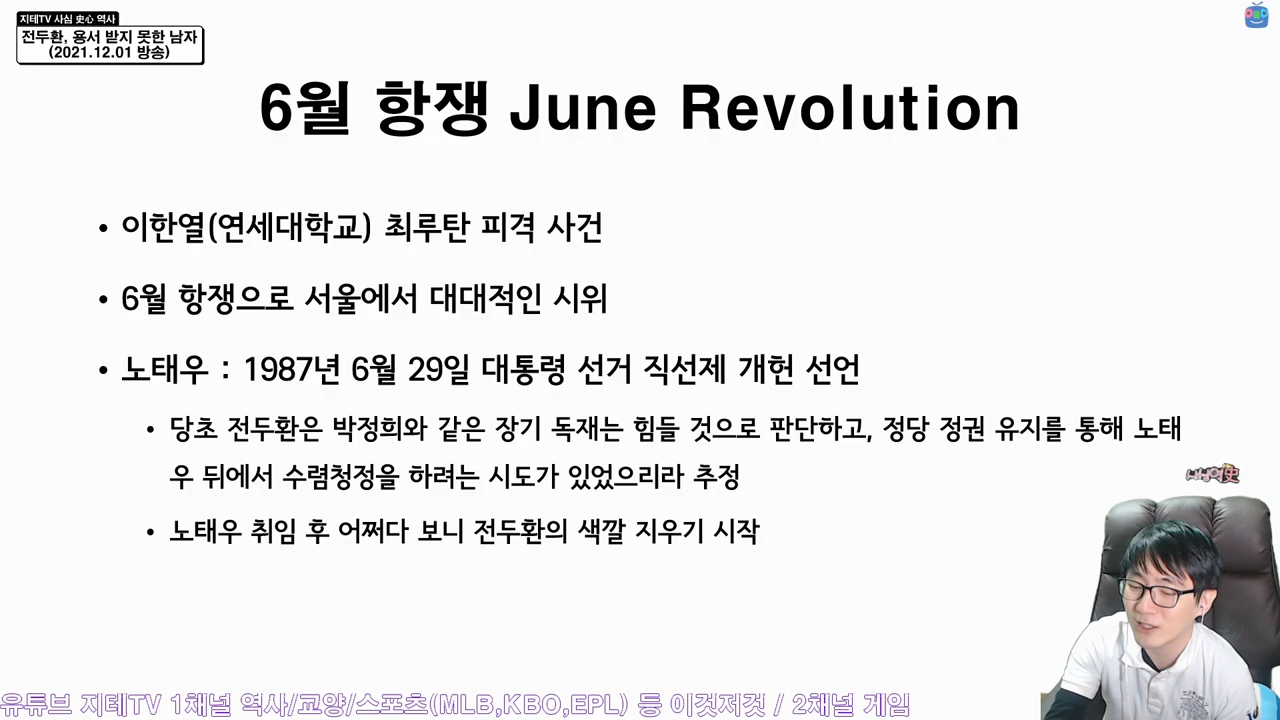 지테TV 사심 史心 역사
전두환, 용서 받지 못한 남자
(2021.12.01 방송)
6월 항쟁 June Revolution
• 이한열(연세대학교) 최루탄 피격 사건
• 6월 항쟁으로 서울에서 대대적인 시위
• 노태우 : 1987년 6월 29일 대통령 선거 직선제 개헌 선언
• 당초 전두환은 박정희와 같은 장기 독재는 힘들 것으로 판단하고, 정당 정권 유지를 통해 노태
우 뒤에서 수렴청정을 하려는 시도가 있었으리라 추정
• 노태우 취임 후 어쩌다 보니 전두환의 색깔 지우기 시작
유튜브 지테TV 1채널 역사/교양/스포츠(MLB,KBO,EPL) 등 이것저것 / 2채널 게임